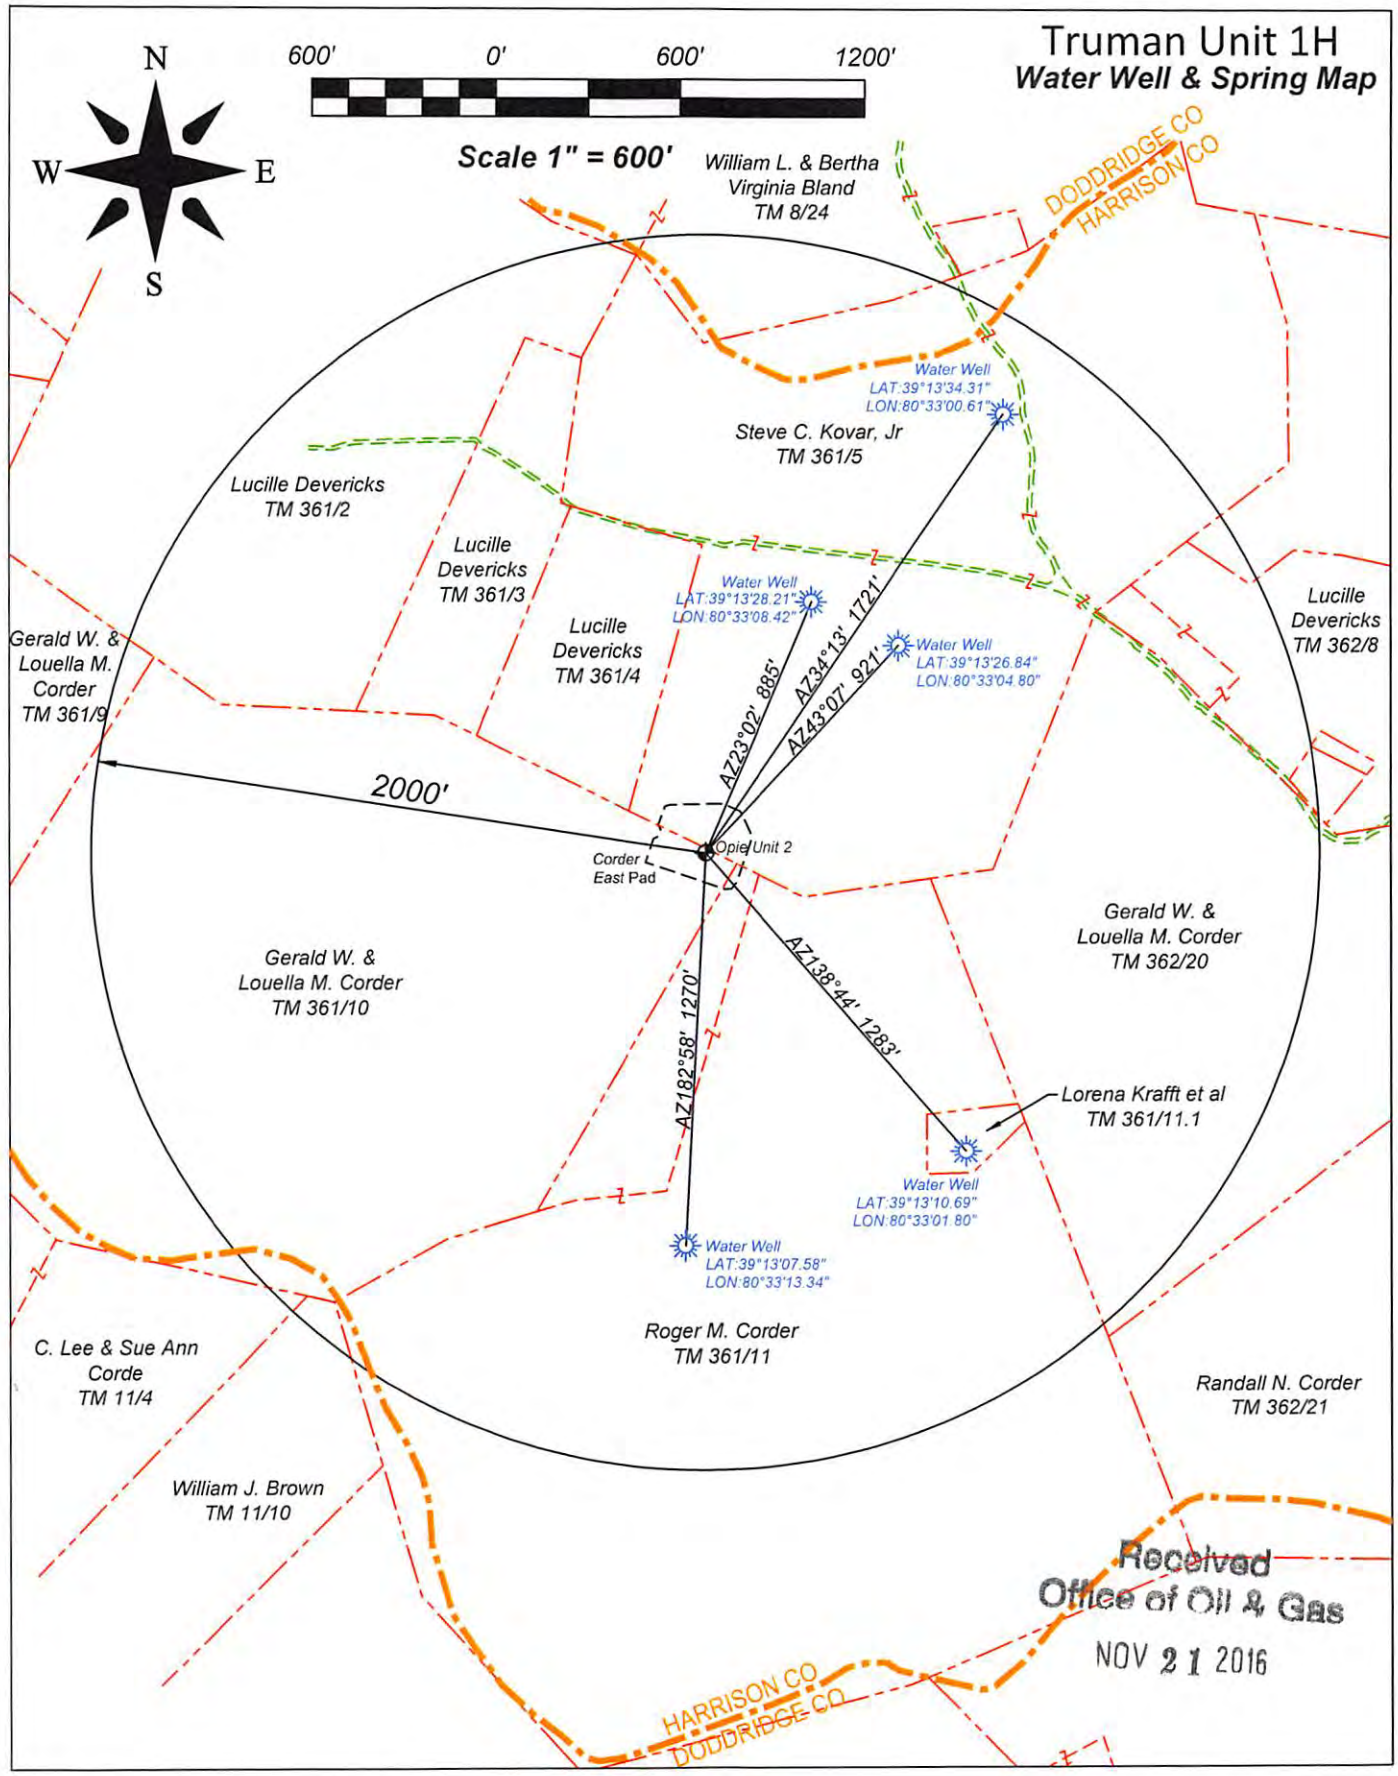 Truman Unit 1H
Water Well & Spring Map
N
W
E
S
600'
0'
600'
1200'
Scale 1" = 600'
William L. & Bertha
Virginia Bland
TM 8/24
DODDRIDGE CO
HARRISON CO
Water Well
LAT:39°13'34.31"
LON:80°33'00.61"
Steve C. Kovar, Jr
TM 361/5
Lucille Devericks
TM 361/2
Lucille
Devericks
TM 361/3
Lucille
Devericks
TM 361/4
Water Well
LAT:39°13'28.21"
LON:80°33'08.42"
Water Well
LAT:39°13'26.84"
LON:80°33'04.80"
Lucille
Devericks
TM 362/8
Gerald W. &
Louella M.
Corder
TM 361/9
AZ23°02' 885'
AZ34°13' 1721'
AZ43°07' 921'
2000'
Opie Unit 2
Corder
East Pad
Gerald W. &
Louella M. Corder
TM 362/20
Gerald W. &
Louella M. Corder
TM 361/10
AZ182°58' 1270'
AZ138°44' 1283'
Lorena Krafft et al
TM 361/11.1
Water Well
LAT:39°13'10.69"
LON:80°33'01.80"
Water Well
LAT:39°13'07.58"
LON:80°33'13.34"
Roger M. Corder
TM 361/11
C. Lee & Sue Ann
Corde
TM 11/4
Randall N. Corder
TM 362/21
William J. Brown
TM 11/10
Received
Office of Oil & Gas
NOV 21 2016
HARRISON CO
DODDRIDGE CO